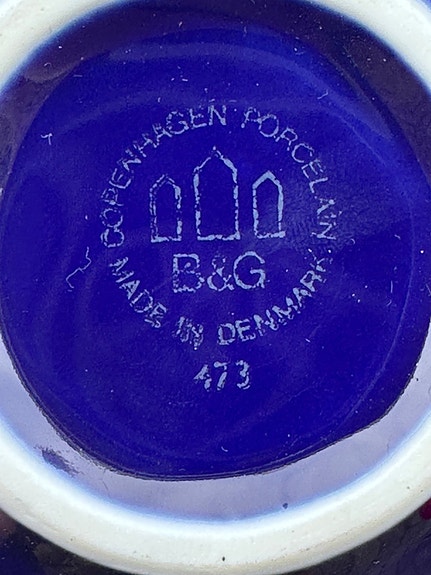 COPENHAGEN PORCELAIN
B&G
MADE IN DENMARK
473